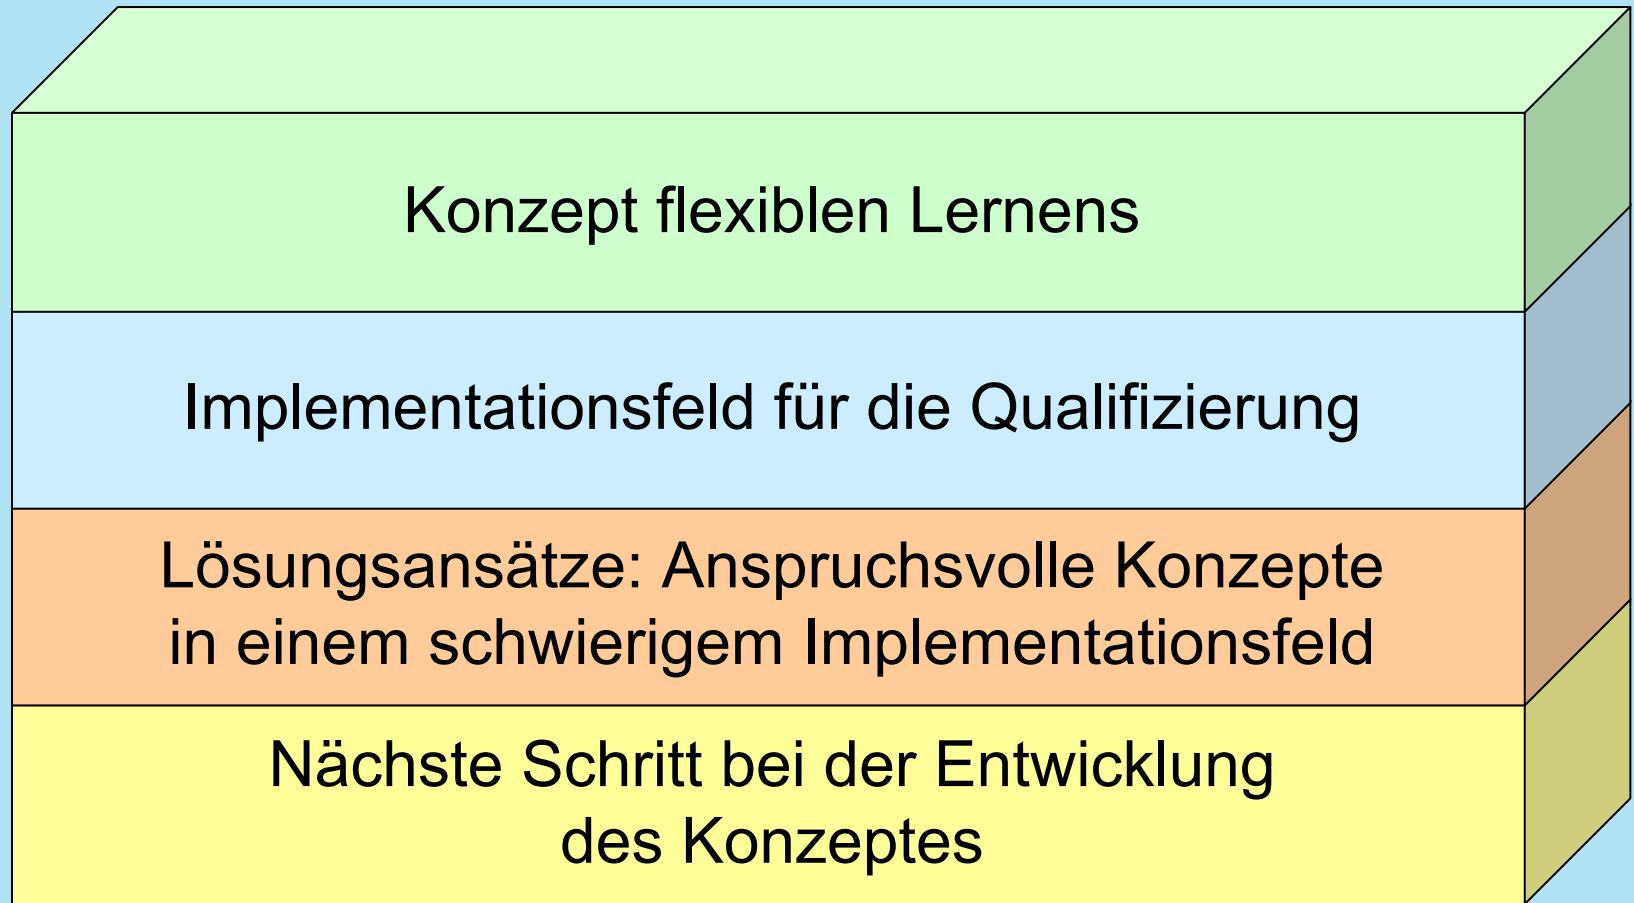 Konzept flexiblen Lernens
Implementationsfeld für die Qualifizierung
Lösungsansätze: Anspruchsvolle Konzepte
in einem schwierigem Implementationsfeld
Nächste Schritt bei der Entwicklung
des Konzeptes